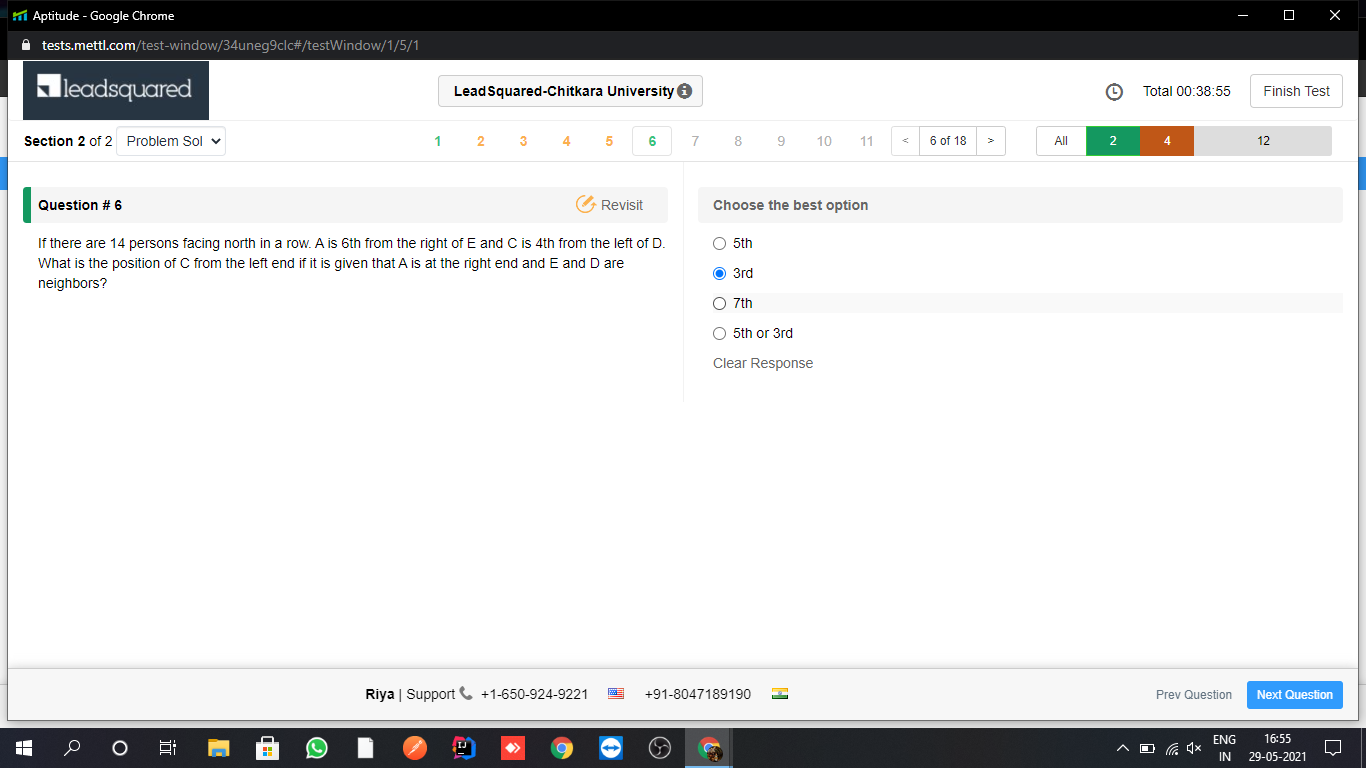 Aptitude - Google Chrome
tests.mettl.com/test-window/34uneg9clc#/testWindow/1/5/1
leadsquared
LeadSquared-Chitkara University
Total 00:38:55
Finish Test
Section 2 of 2 Problem Sol
1 2 3 4 5 6 7 8 9 10 11 < 6 of 18 > All 2 4 12
Question # 6
Revisit
If there are 14 persons facing north in a row. A is 6th from the right of E and C is 4th from the left of D.
What is the position of C from the left end if it is given that A is at the right end and E and D are
neighbors?
Choose the best option
5th
3rd
7th
5th or 3rd
Clear Response
Riya | Support +1-650-924-9221 +91-8047189190
Prev Question
Next Question
ENG
IN
16:55
29-05-2021